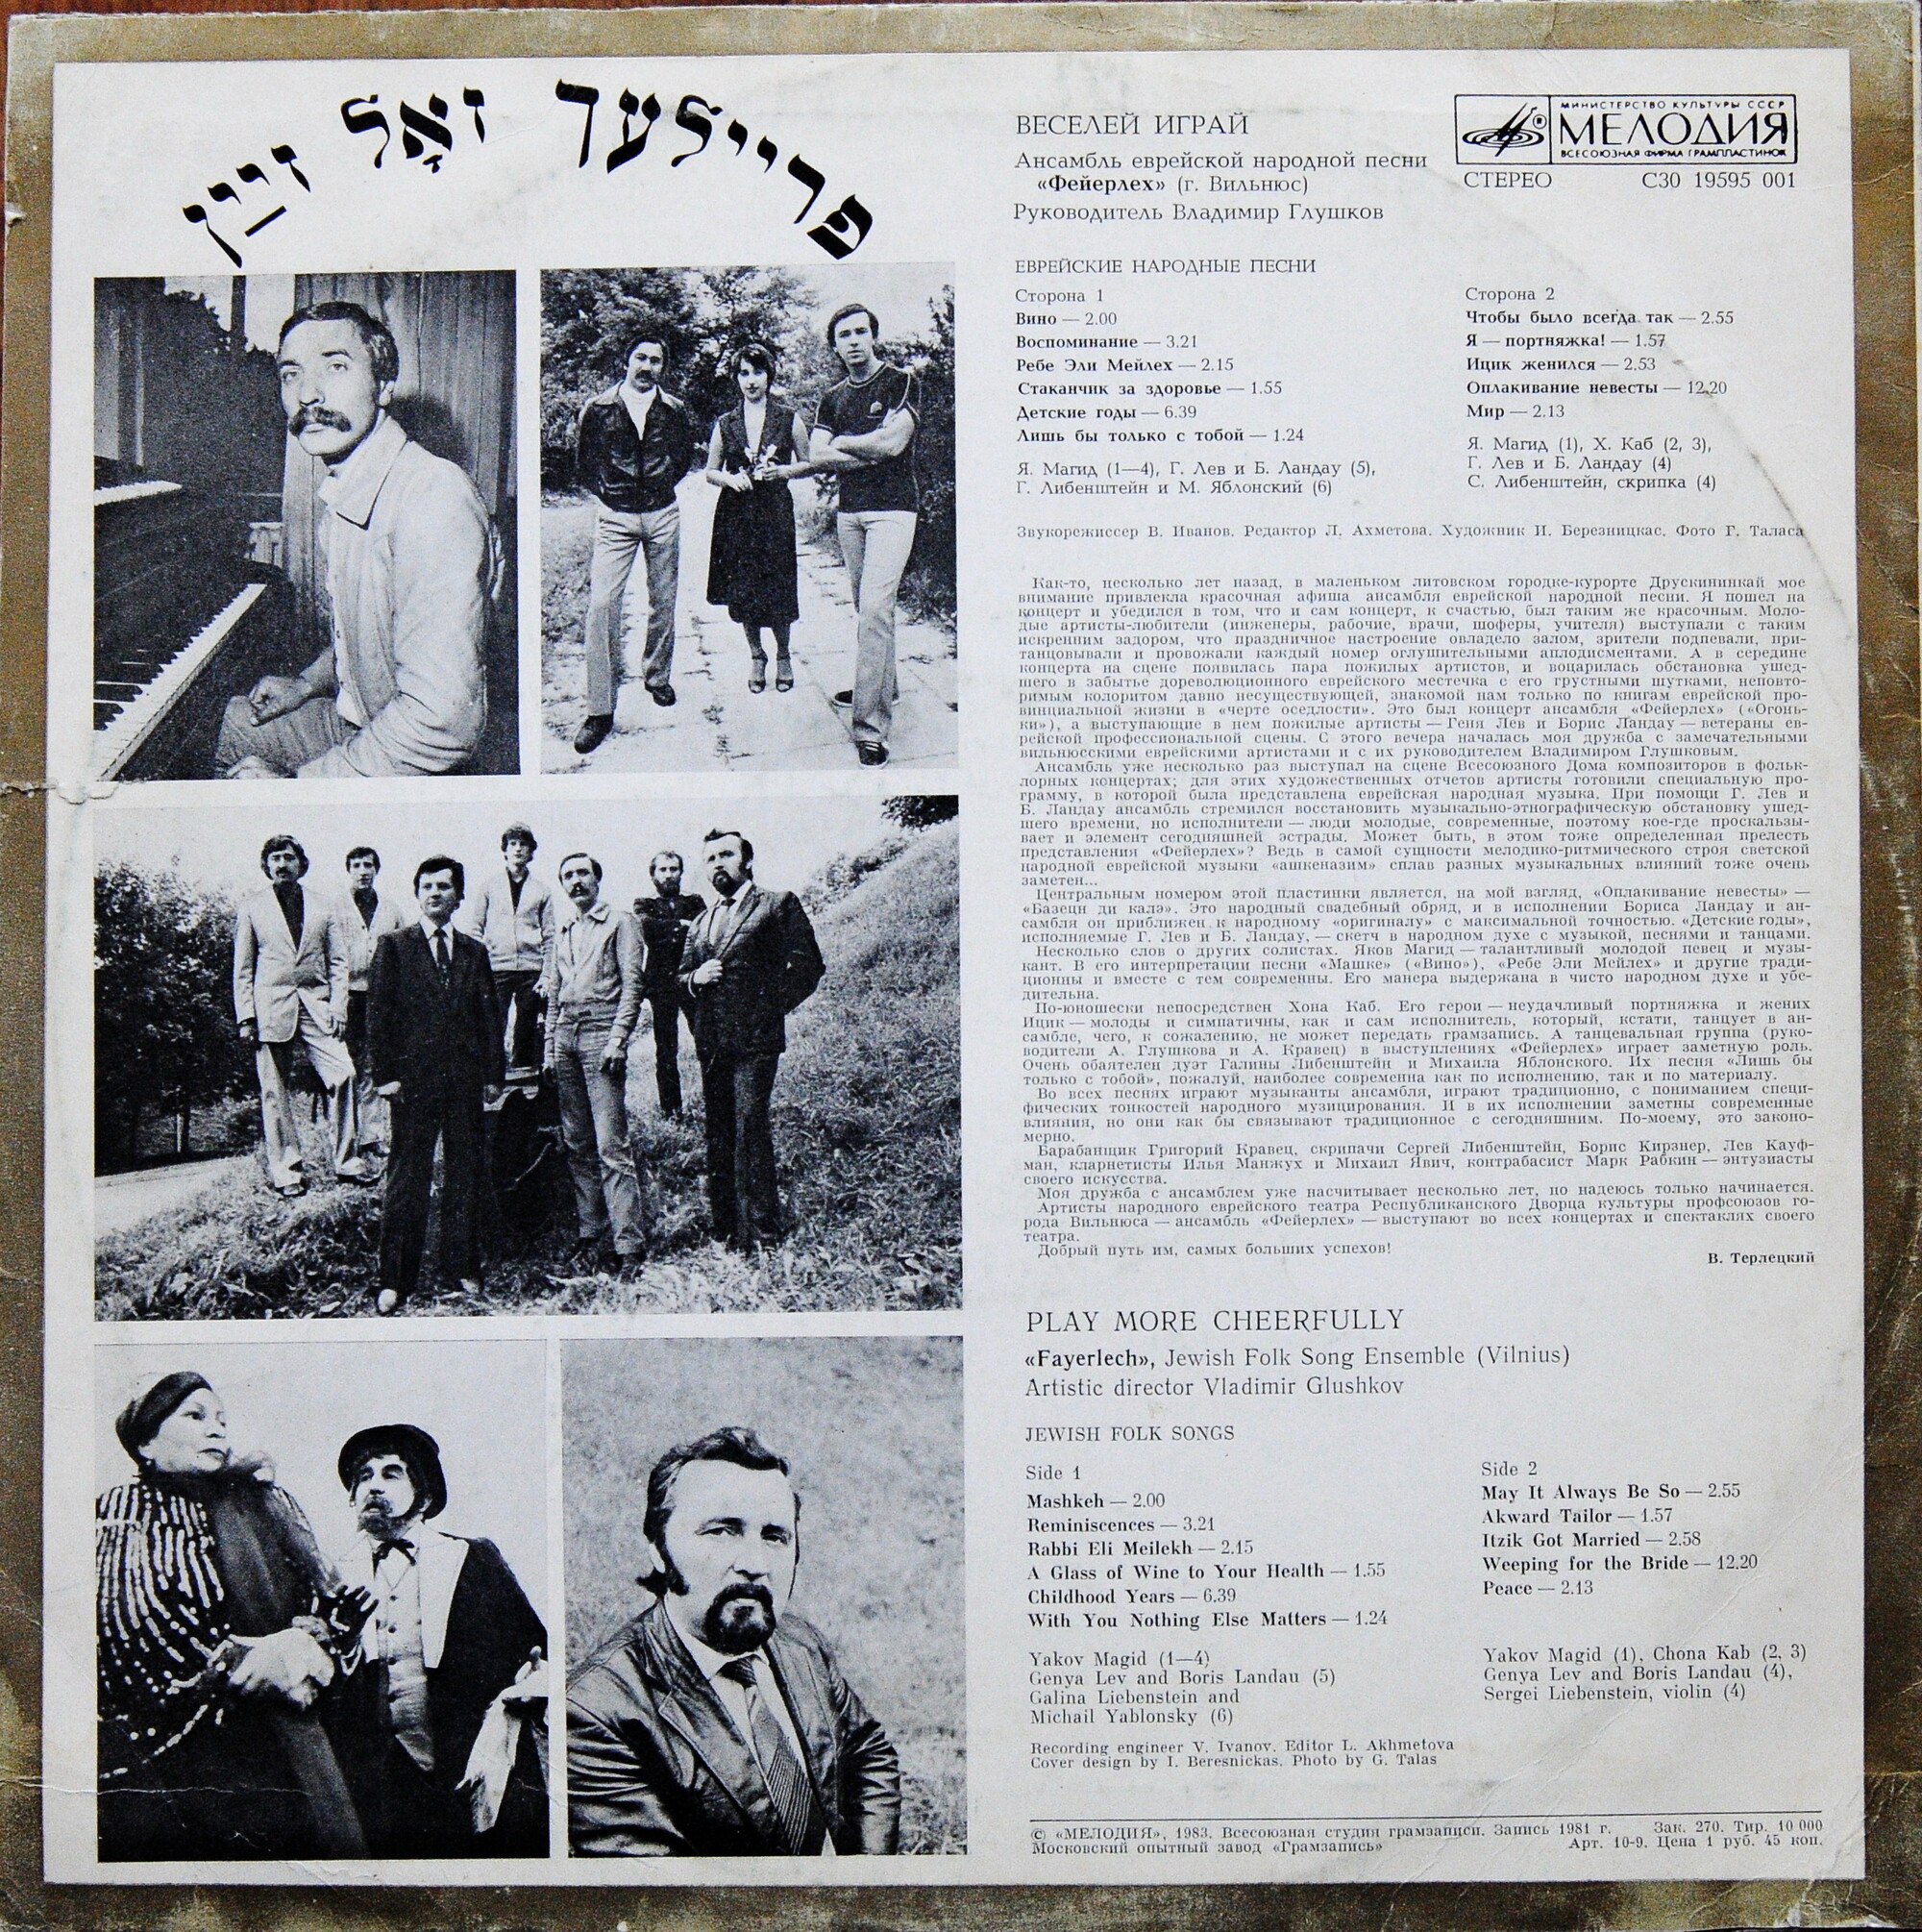 פריילעך זאָל זײַן
ВЕСЕЛЕЙ ИГРАЙ
Ансамбль еврейской народной песни
«Фейерлех» (г. Вильнюс)
Руководитель Владимир Глушков
МИНИСТЕРСТВО КУЛЬТУРЫ СССР
МЕЛОДИЯ
ВСЕСОЮЗНАЯ ФИРМА ГРАМПЛАСТИНОК
СТЕРЕО С30 19595 001
ЕВРЕЙСКИЕ НАРОДНЫЕ ПЕСНИ
Сторона 1
Вино — 2.00
Воспоминание — 3.21
Ребе Эли Мейлех — 2.15
Стаканчик за здоровье — 1.55
Детские годы — 6.39
Лишь бы только с тобой — 1.24
Я. Магид (1—4), Г. Лев и Б. Ландау (5),
Г. Либенштейн и М. Яблонский (6)
Сторона 2
Чтобы было всегда так — 2.55
Я — портняжка! — 1.57
Ицик женился — 2.53
Оплакивание невесты — 12.20
Мир — 2.13
Я. Магид (1), Х. Каб (2, 3),
Г. Лев и Б. Ландау (4)
С. Либенштейн, скрипка (4)
Звукорежиссер В. Иванов. Редактор Л. Ахметова. Художник И. Березницкас. Фото Г. Таласа
Как-то, несколько лет назад, в маленьком литовском городке-курорте Друскининкай мое
внимание привлекла красочная афиша ансамбля еврейской народной песни. Я пошел на
концерт и убедился в том, что и сам концерт, к счастью, был таким же красочным. Моло-
дые артисты-любители (инженеры, рабочие, врачи, шоферы, учителя) выступали с таким
искренним задором, что праздничное настроение овладело залом, зрители подпевали, при-
танцовывали и провожали каждый номер оглушительными аплодисментами. А в середине
концерта на сцене появилась пара пожилых артистов, и воцарилась обстановка ушед-
шего в забытье дореволюционного еврейского местечка с его грустными шутками, неповто-
римым колоритом давно несуществующей, знакомой нам только по книгам еврейской про-
винциальной жизни в «черте оседлости». Это был концерт ансамбля «Фейерлех» («Огонь-
ки»), а выступающие в нем пожилые артисты — Геня Лев и Борис Ландау — ветераны ев-
рейской профессиональной сцены. С этого вечера началась моя дружба с замечательными
вильнюсскими еврейскими артистами и с их руководителем Владимиром Глушковым.
Ансамбль уже несколько раз выступал на сцене Всесоюзного Дома композиторов в фольк-
лорных концертах; для этих художественных отчетов артисты готовили специальную про-
грамму, в которой была представлена еврейская народная музыка. При помощи Г. Лев и
Б. Ландау ансамбль стремился восстановить музыкально-этнографическую обстановку ушед-
шего времени, но исполнители — люди молодые, современные, поэтому кое-где проскальзы-
вает и элемент сегодняшней эстрады. Может быть, в этом тоже определенная прелесть
представления «Фейерлех»? Ведь в самой сущности мелодико-ритмического строя светской
народной еврейской музыки «ашкеназим» сплав разных музыкальных влияний тоже очень
заметен...
Центральным номером этой пластинки является, на мой взгляд, «Оплакивание невесты» —
«Базецн ди калэ». Это народный свадебный обряд, и в исполнении Бориса Ландау и ан-
самбля он приближен к народному «оригиналу» с максимальной точностью. «Детские годы»,
исполняемые Г. Лев и Б. Ландау, — скетч в народном духе с музыкой, песнями и танцами.
Несколько слов о других солистах. Яков Магид — талантливый молодой певец и музы-
кант. В его интерпретации песни «Машке» («Вино»), «Ребе Эли Мейлех» и другие тради-
ционны и вместе с тем современны. Его манера выдержана в чисто народном духе и убе-
дительна.
По-юношески непосредствен Хона Каб. Его герои — неудачливый портняжка и жених
Ицик — молоды и симпатичны, как и сам исполнитель, который, кстати, танцует в ан-
самбле, чего, к сожалению, не может передать грамзапись. А танцевальная группа (руко-
водители А. Глушкова и А. Кравец) в выступлениях «Фейерлех» играет заметную роль.
Очень обаятелен дуэт Галины Либенштейн и Михаила Яблонского. Их песня «Лишь бы
только с тобой», пожалуй, наиболее современна как по исполнению, так и по материалу.
Во всех песнях играют музыканты ансамбля, играют традиционно, с пониманием специ-
фических тонкостей народного музицирования. И в их исполнении заметны современные
влияния, но они как бы связывают традиционное с сегодняшним. По-моему, это законо-
мерно.
Барабанщик Григорий Кравец, скрипачи Сергей Либенштейн, Борис Кирзнер, Лев Кауф-
ман, кларнетисты Илья Манжух и Михаил Явич, контрабасист Марк Рабкин — энтузиасты
своего искусства.
Моя дружба с ансамблем уже насчитывает несколько лет, но надеюсь только начинается.
Артисты народного еврейского театра Республиканского Дворца культуры профсоюзов го-
рода Вильнюса — ансамбль «Фейерлех» — выступают во всех концертах и спектаклях своего
театра.
Добрый путь им, самых больших успехов!
В. Терлецкий
PLAY MORE CHEERFULLY
«Fayerlech», Jewish Folk Song Ensemble (Vilnius)
Artistic director Vladimir Glushkov
JEWISH FOLK SONGS
Side 1
Mashkeh — 2.00
Reminiscences — 3.21
Rabbi Eli Meilekh — 2.15
A Glass of Wine to Your Health — 1.55
Childhood Years — 6.39
With You Nothing Else Matters — 1.24
Yakov Magid (1—4)
Genya Lev and Boris Landau (5)
Galina Liebenstein and
Michail Yablonsky (6)
Side 2
May It Always Be So — 2.55
Akward Tailor — 1.57
Itzik Got Married — 2.58
Weeping for the Bride — 12.20
Peace — 2.13
Yakov Magid (1), Chona Kab (2, 3)
Genya Lev and Boris Landau (4),
Sergei Liebenstein, violin (4)
Recording engineer V. Ivanov. Editor L. Akhmetova
Cover design by I. Beresnickas. Photo by G. Talas
© «МЕЛОДИЯ», 1983. Всесоюзная студия грамзаписи. Запись 1981 г. Зак. 270. Тир. 10 000
Московский опытный завод «Грамзапись» Арт. 10-9. Цена 1 руб. 45 коп.